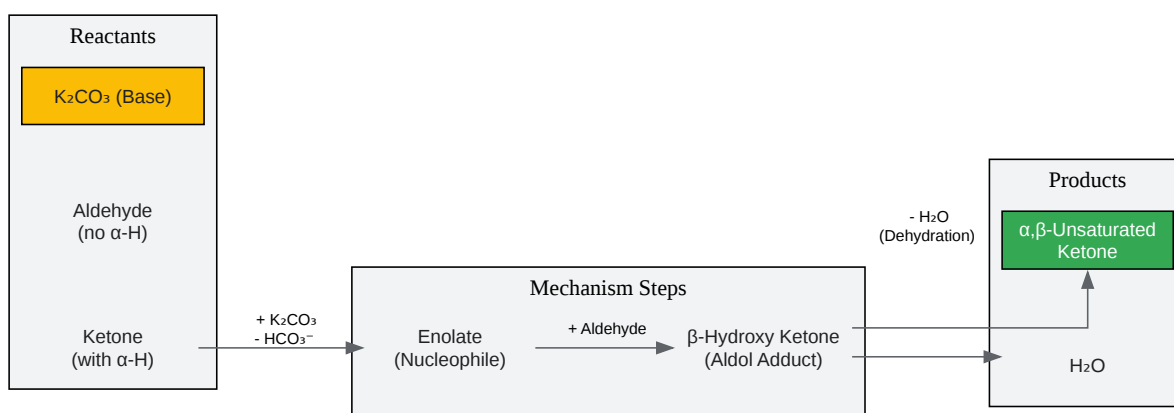 Reactants
K₂CO₃ (Base)
Aldehyde
(no α-H)
Ketone
(with α-H)
+ K₂CO₃
- HCO₃⁻
Mechanism Steps
Enolate
(Nucleophile)
+ Aldehyde
β-Hydroxy Ketone
(Aldol Adduct)
- H₂O
(Dehydration)
Products
α,β-Unsaturated
Ketone
H₂O